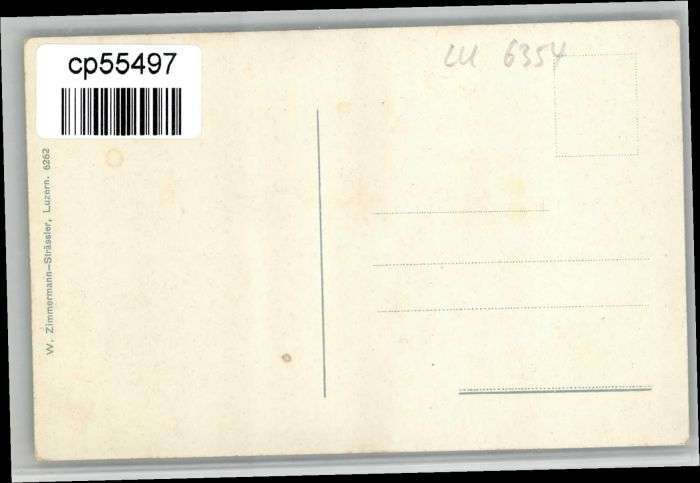 cp55497
LU 6354
W. Zimmermann–Strässler, Luzern. 6262